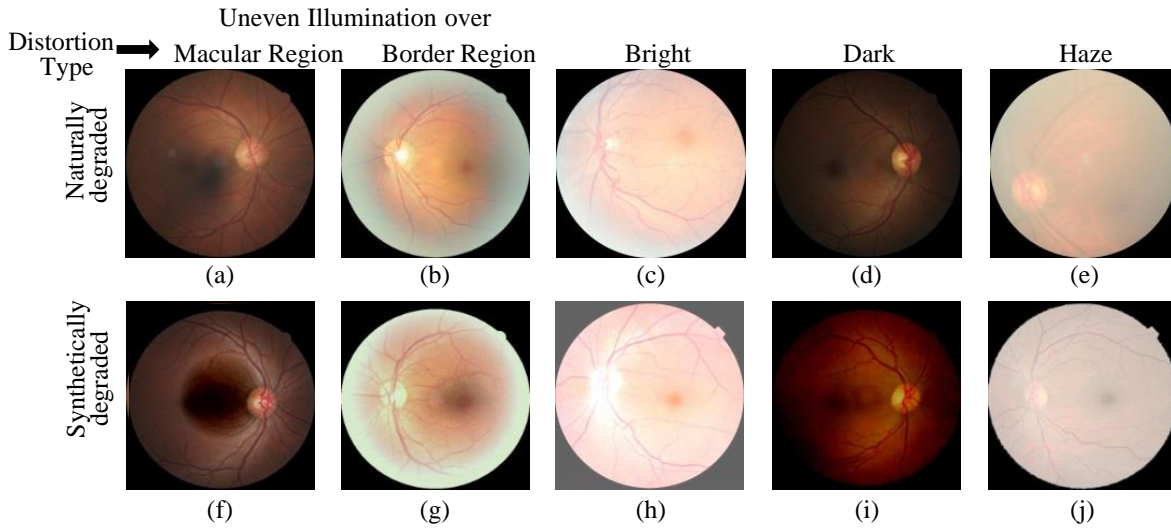 Uneven Illumination over
Distortion
Type
Macular Region
Border Region
Bright
Dark
Haze
Naturally
degraded
(a)
(b)
(c)
(d)
(e)
Synthetically
degraded
(f)
(g)
(h)
(i)
(j)